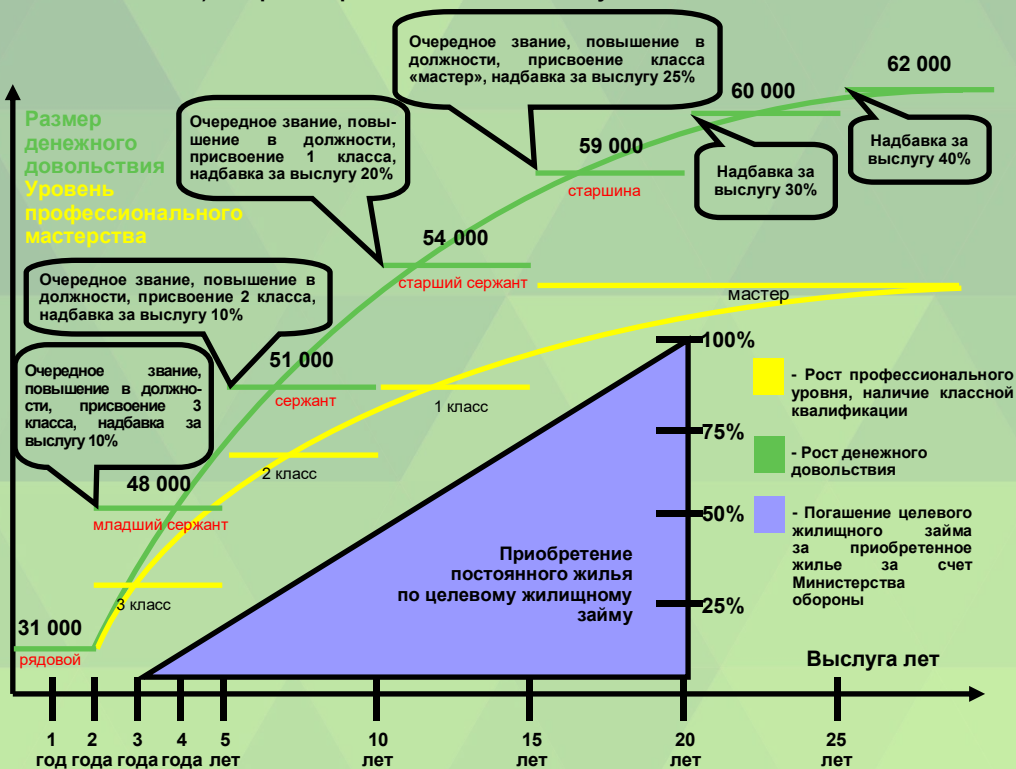 Очередное звание, повышение в
должности, присвоение класса
«мастер», надбавка за выслугу 25%
62 000
60 000
Размер
денежного
довольствия
Уровень
профессионального
мастерства
Очередное звание, повы-
шение в должности,
присвоение 1 класса,
надбавка за выслугу 20%
59 000
старшина
Надбавка за
выслугу 30%
Надбавка за
выслугу 40%
54 000
старший сержант
Очередное звание, повышение в
должности, присвоение 2 класса,
надбавка за выслугу 10%
мастер
51 000
сержант
Очередное звание,
повышение в должно-
сти, присвоение 3
класса, надбавка за
выслугу 10%
1 класс
2 класс
48 000
младший сержант
3 класс
31 000
рядовой
100%
75%
50%
25%
Приобретение
постоянного жилья
по целевому жилищному
займу
- Рост профессионального
уровня, наличие классной
квалификации
- Рост денежного
довольствия
- Погашение целевого
жилищного займа
за приобретенное
жилье за счет
Министерства
обороны
Выслуга лет
1 2 3 4 5 10 15 20 25
год года года года лет лет лет лет лет